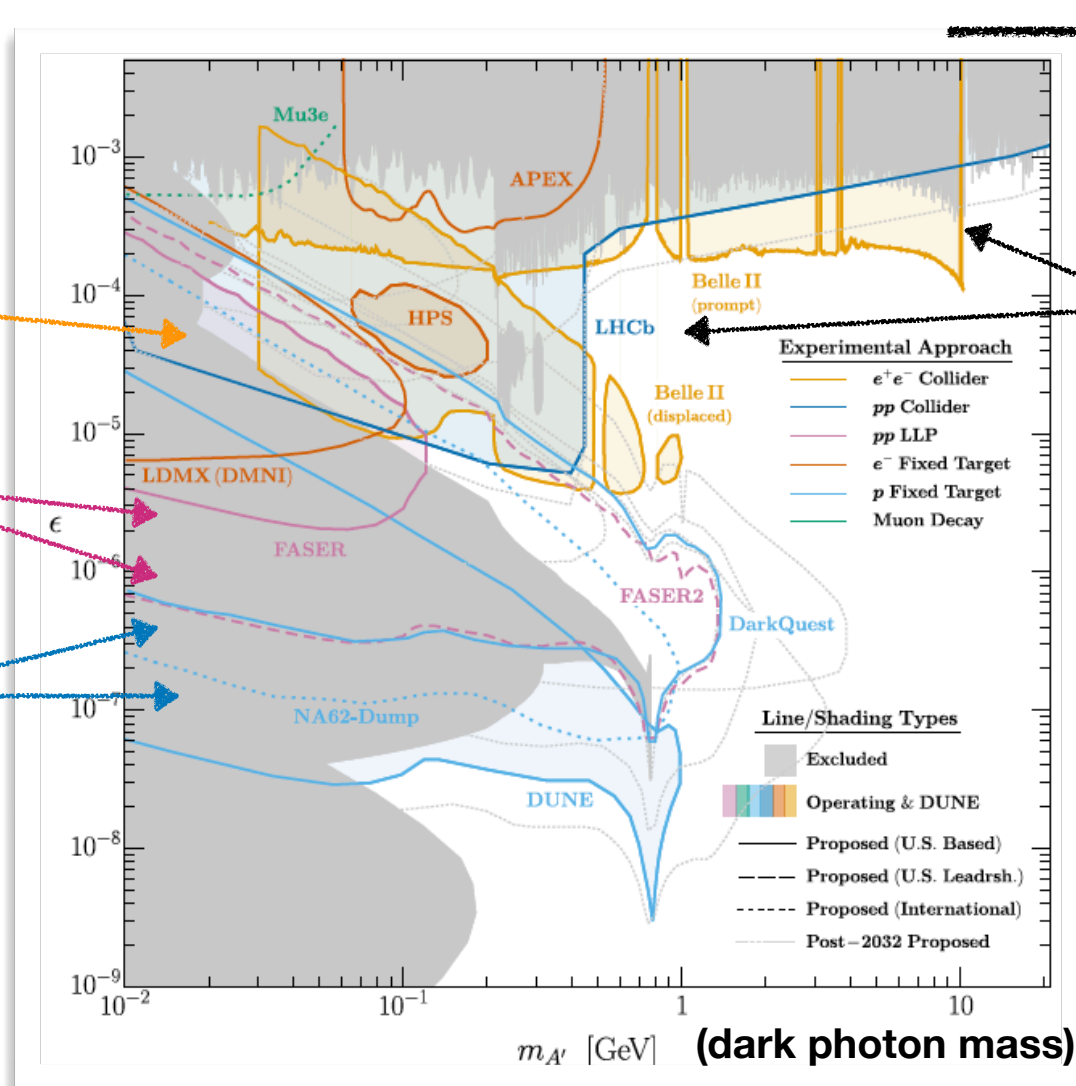 Mu3e
10⁻³
APEX
10⁻⁴
Belle II
(prompt)
HPS
LHCb
Experimental Approach
e⁺e⁻ Collider
Belle II
(displaced)
pp Collider
10⁻⁵
pp LLP
e⁻ Fixed Target
LDMX (DMNI)
p Fixed Target
ϵ
Muon Decay
FASER
10⁻⁶
FASER2
DarkQuest
10⁻⁷
NA62-Dump
Line/Shading Types
Excluded
DUNE
Operating & DUNE
10⁻⁸
Proposed (U.S. Based)
Proposed (U.S. Leadrsh.)
Proposed (International)
Post−2032 Proposed
10⁻⁹
10⁻² 10⁻¹ 1 10
m_A′ [GeV] (dark photon mass)